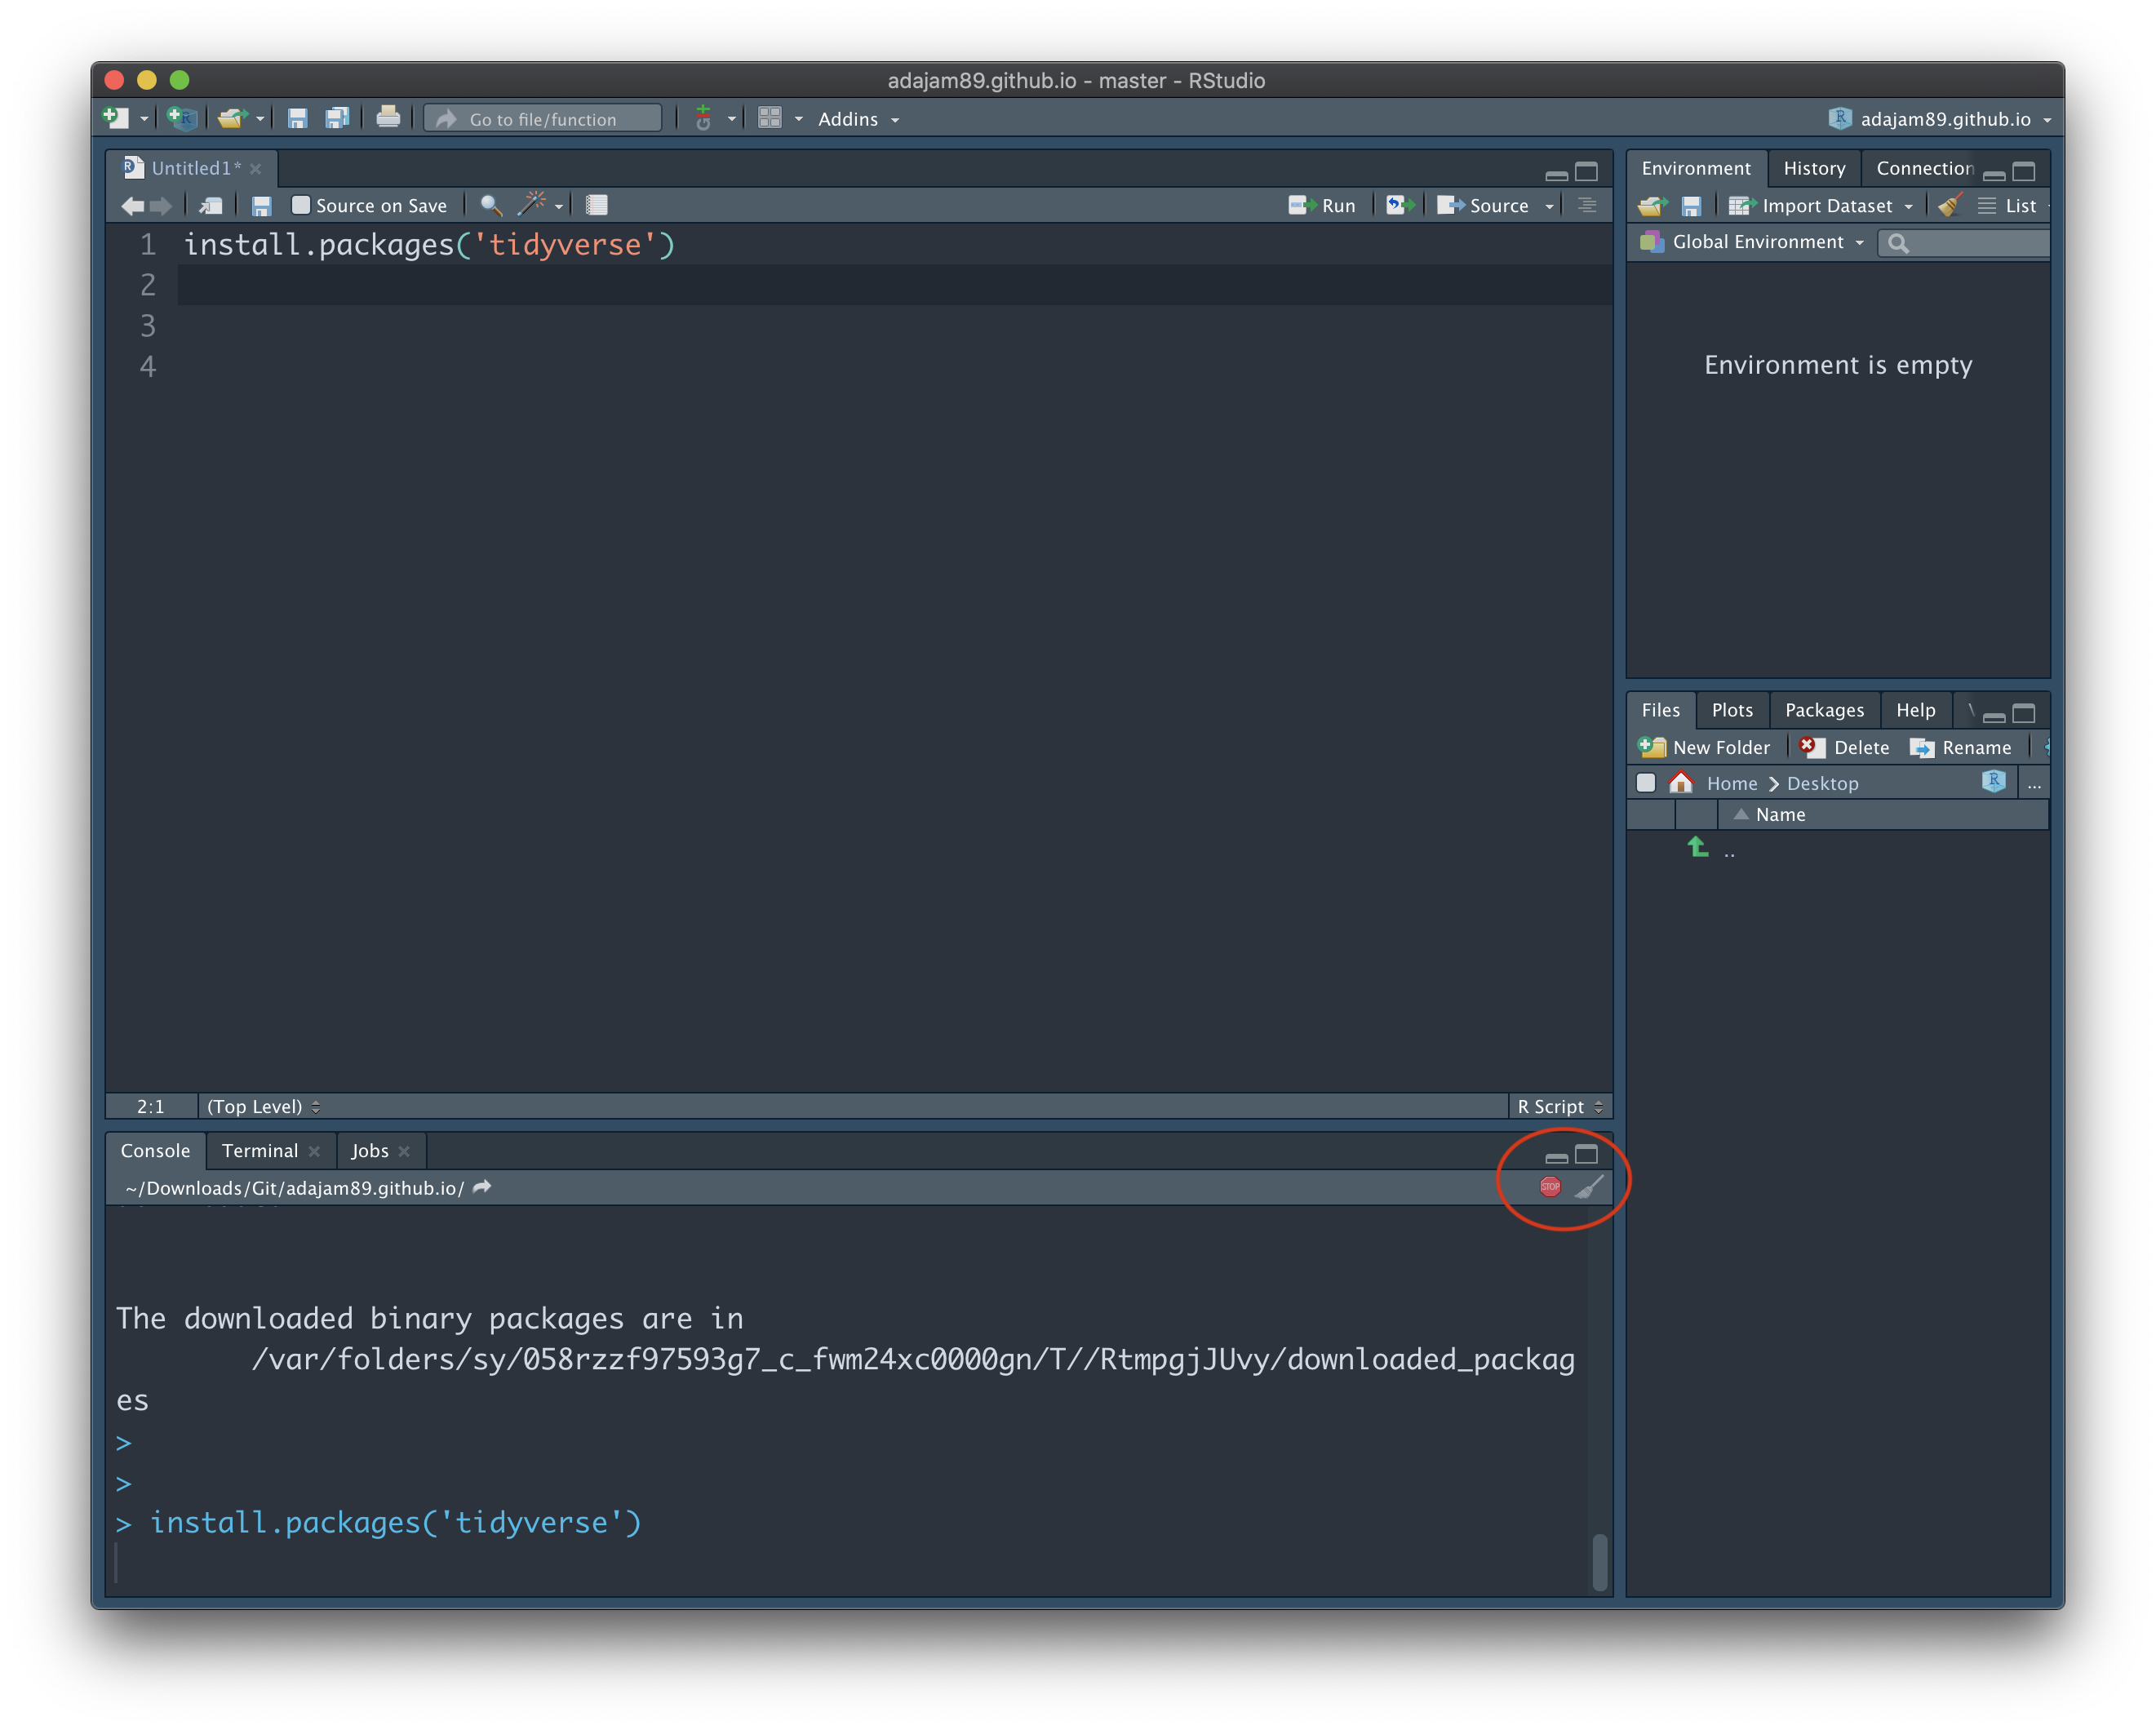 adajam89.github.io - master - RStudio
Go to file/function
Addins
adajam89.github.io
Untitled1*
Source on Save
Run
Source
1 install.packages('tidyverse')
2
3
4
2:1
(Top Level)
R Script
Console
Terminal
Jobs
~/Downloads/Git/adajam89.github.io/
STOP
The downloaded binary packages are in
/var/folders/sy/058rzzf97593g7_c_fwm24xc0000gn/T//RtmpgjJUvy/downloaded_packag
es
>
>
> install.packages('tidyverse')
Environment
History
Connection
Import Dataset
List
Global Environment
Environment is empty
Files
Plots
Packages
Help
New Folder
Delete
Rename
Home
Desktop
...
Name
..